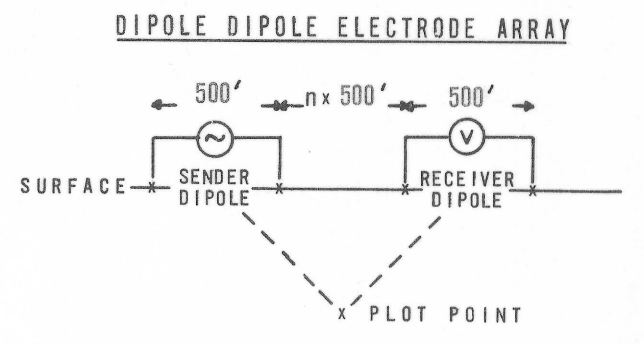 DIPOLE DIPOLE ELECTRODE ARRAY
500' n x 500' 500'
~ V
SURFACE SENDER DIPOLE RECEIVER DIPOLE
x PLOT POINT